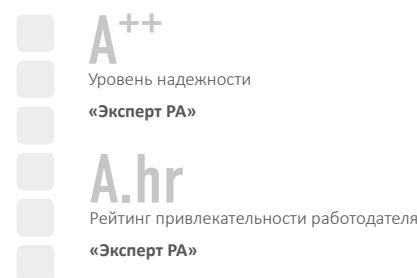 A++
Уровень надежности
«Эксперт РА»
A.hr
Рейтинг привлекательности работодателя
«Эксперт РА»